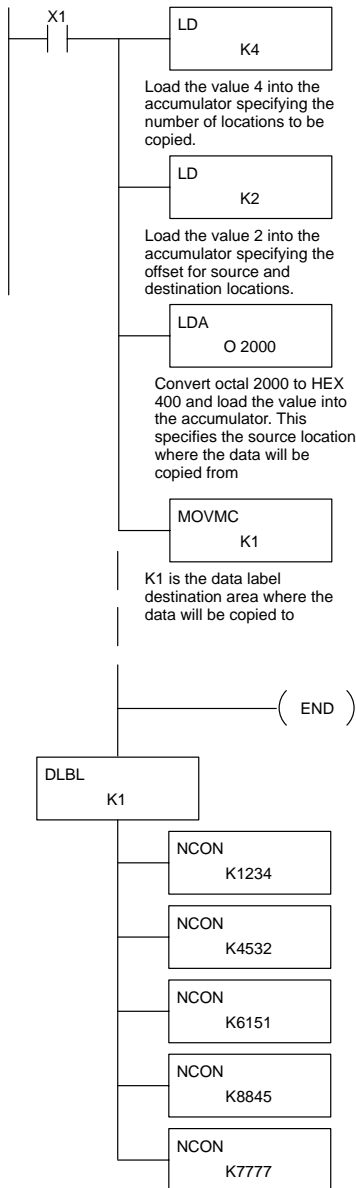 X1
LD
K4
Load the value 4 into the
accumulator specifying the
number of locations to be
copied.
LD
K2
Load the value 2 into the
accumulator specifying the
offset for source and
destination locations.
LDA
O 2000
Convert octal 2000 to HEX
400 and load the value into
the accumulator. This
specifies the source location
where the data will be
copied from
MOVMC
K1
K1 is the data label
destination area where the
data will be copied to
END
DLBL
K1
NCON
K1234
NCON
K4532
NCON
K6151
NCON
K8845
NCON
K7777